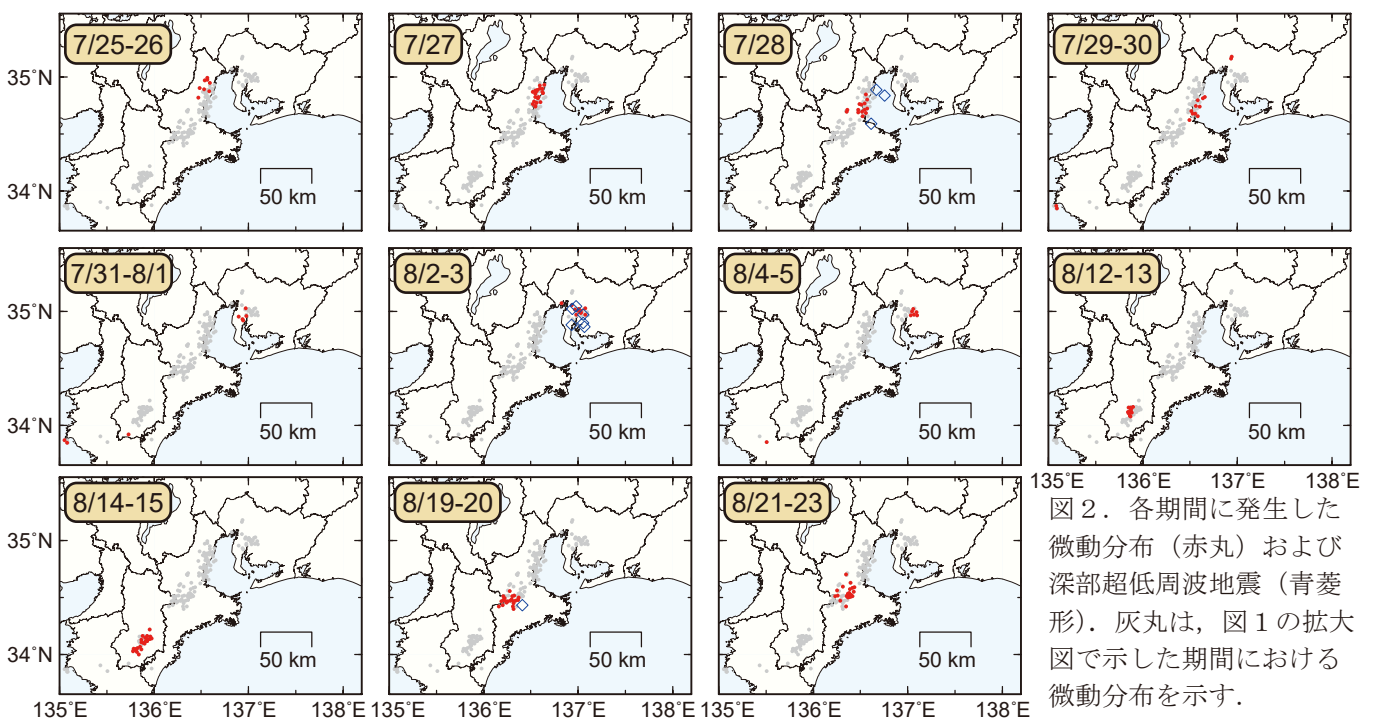 7/25-26
7/27
7/28
7/29-30
35°N
34°N
50 km
50 km
50 km
50 km
7/31-8/1
8/2-3
8/4-5
8/12-13
35°N
34°N
50 km
50 km
50 km
50 km
135°E 136°E 137°E 138°E
8/14-15
8/19-20
8/21-23
35°N
34°N
50 km
50 km
50 km
135°E 136°E 137°E 138°E 135°E 136°E 137°E 138°E 135°E 136°E 137°E 138°E
図2. 各期間に発生した
微動分布（赤丸）および
深部超低周波地震（青菱
形）. 灰丸は, 図1の拡大
図で示した期間における
微動分布を示す.